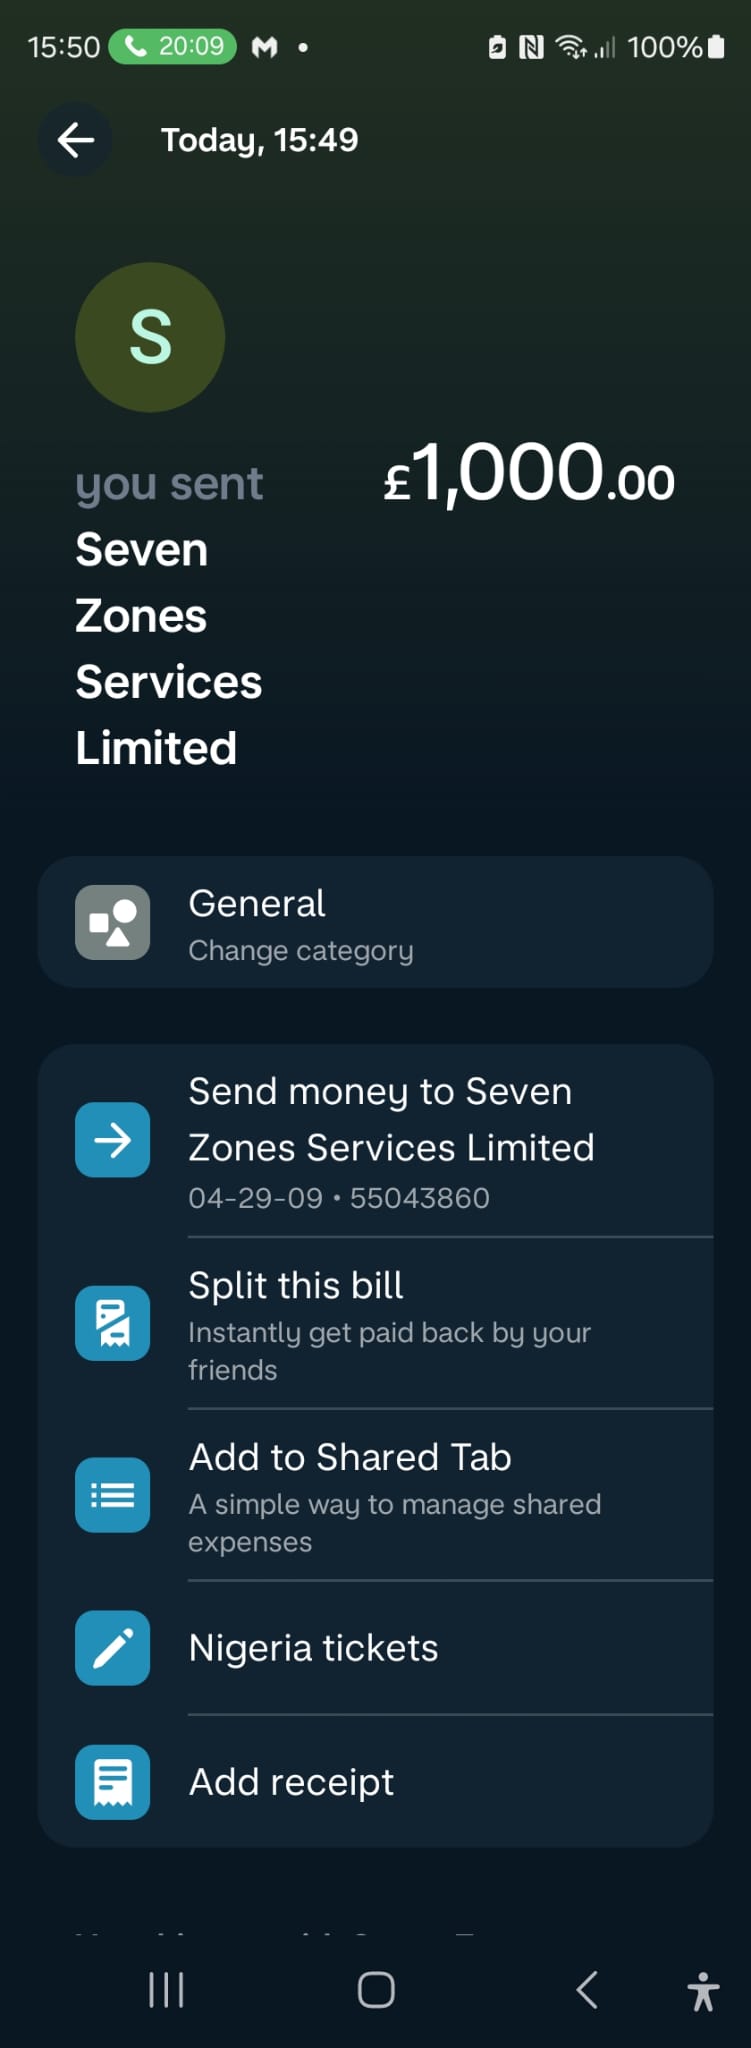 15:50 20:09 100%
Today, 15:49
S
you sent £1,000.00
Seven
Zones
Services
Limited
General
Change category
Send money to Seven
Zones Services Limited
04-29-09 • 55043860
Split this bill
Instantly get paid back by your
friends
Add to Shared Tab
A simple way to manage shared
expenses
Nigeria tickets
Add receipt